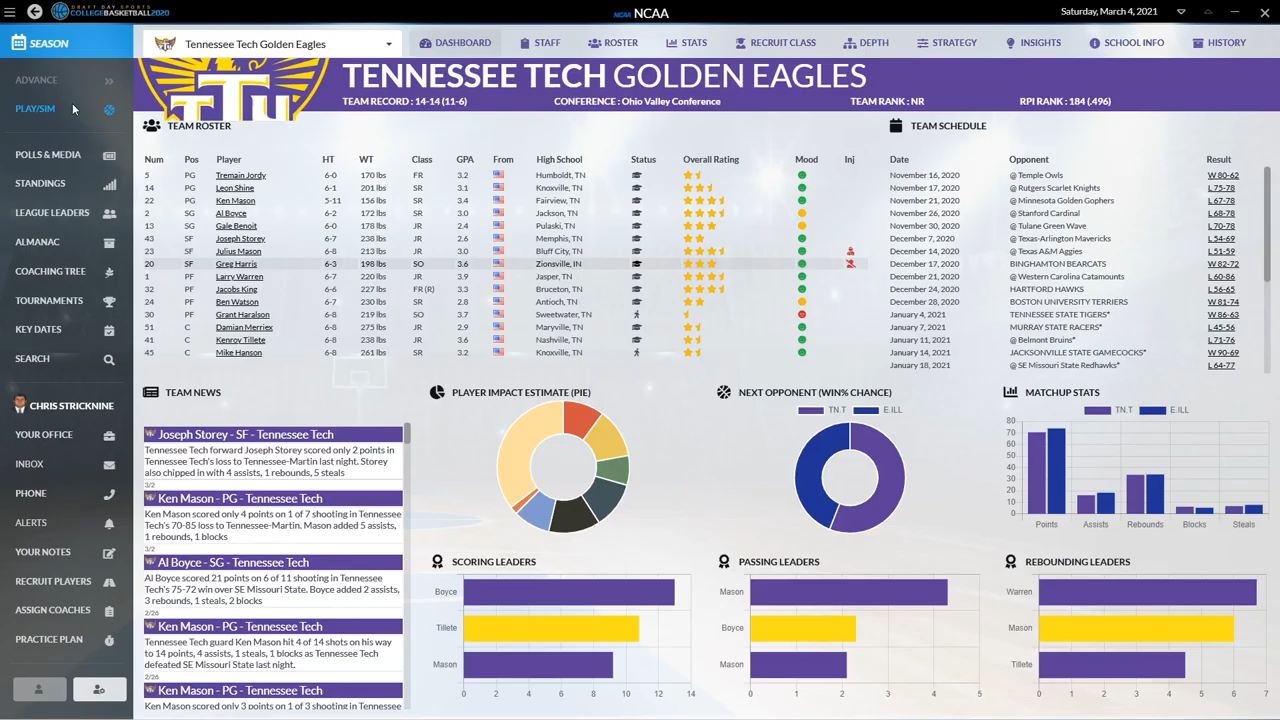 DRAFT DAY SPORTS
COLLEGE BASKETBALL 2020
NCAA NCAA
Saturday, March 4, 2021
SEASON
Tennessee Tech Golden Eagles
DASHBOARD STAFF ROSTER STATS RECRUIT CLASS DEPTH STRATEGY INSIGHTS SCHOOL INFO HISTORY
ADVANCE
PLAY/SIM
POLLS & MEDIA
STANDINGS
LEAGUE LEADERS
ALMANAC
COACHING TREE
TOURNAMENTS
KEY DATES
SEARCH
CHRIS STRICKNINE
YOUR OFFICE
INBOX
PHONE
ALERTS
YOUR NOTES
RECRUIT PLAYERS
ASSIGN COACHES
PRACTICE PLAN
TTU
TENNESSEE TECH GOLDEN EAGLES
TEAM RECORD : 14-14 (11-6) CONFERENCE : Ohio Valley Conference TEAM RANK : NR RPI RANK : 184 (.496)
TEAM ROSTER
Num Pos Player HT WT Class GPA From High School Status Overall Rating Mood Inj
5 PG Tremain Jordy 6-0 170 lbs FR 3.2 Humboldt, TN
14 PG Leon Shine 6-1 201 lbs SR 3.1 Knoxville, TN
22 PG Ken Mason 5-11 156 lbs SR 3.4 Fairview, TN
2 SG Al Boyce 6-2 172 lbs SR 3.0 Jackson, TN
13 SG Gale Benoit 6-2 178 lbs JR 2.4 Pulaski, TN
43 SF Joseph Storey 6-7 238 lbs JR 2.6 Memphis, TN
23 SF Julius Mason 6-8 213 lbs JR 3.0 Bluff City, TN
20 SF Greg Harris 6-3 198 lbs SO 3.6 Zionsville, IN
1 PF Larry Warren 6-7 220 lbs JR 3.9 Jasper, TN
32 PF Jacobs King 6-6 227 lbs FR (R) 3.3 Bruceton, TN
24 PF Ben Watson 6-7 230 lbs SR 2.8 Antioch, TN
30 PF Grant Haralson 6-8 219 lbs SO 3.7 Sweetwater, TN
51 C Damian Merriex 6-8 275 lbs JR 2.9 Maryville, TN
41 C Kenroy Tillete 6-8 238 lbs JR 3.6 Nashville, TN
45 C Mike Hanson 6-8 261 lbs SR 3.2 Knoxville, TN
TEAM SCHEDULE
Date Opponent Result
November 16, 2020 @ Temple Owls W 80-62
November 17, 2020 @ Rutgers Scarlet Knights L 75-78
November 21, 2020 @ Minnesota Golden Gophers L 67-78
November 26, 2020 @ Stanford Cardinal L 68-78
November 30, 2020 @ Tulane Green Wave L 70-78
December 7, 2020 @ Texas-Arlington Mavericks L 54-69
December 14, 2020 @ Texas A&M Aggies L 51-59
December 17, 2020 BINGHAMTON BEARCATS W 82-72
December 21, 2020 @ Western Carolina Catamounts L 60-86
December 24, 2020 HARTFORD HAWKS L 56-65
December 28, 2020 BOSTON UNIVERSITY TERRIERS W 81-74
January 4, 2021 TENNESSEE STATE TIGERS* W 86-63
January 7, 2021 MURRAY STATE RACERS* L 45-56
January 11, 2021 @ Belmont Bruins* L 71-76
January 14, 2021 JACKSONVILLE STATE GAMECOCKS* W 90-69
January 18, 2021 @ SE Missouri State Redhawks* L 64-77
TEAM NEWS
Joseph Storey - SF - Tennessee Tech
Tennessee Tech forward Joseph Storey scored only 2 points in
Tennessee Tech's loss to Tennessee-Martin last night. Storey
also chipped in with 4 assists, 1 rebounds, 5 steals
3/2
Ken Mason - PG - Tennessee Tech
Ken Mason scored only 4 points on 1 of 7 shooting in Tennessee
Tech's 70-85 loss to Tennessee-Martin. Mason added 5 assists,
1 rebounds, 1 blocks
3/2
Al Boyce - SG - Tennessee Tech
Al Boyce scored 21 points on 6 of 11 shooting in Tennessee
Tech's 75-72 win over SE Missouri State. Boyce added 2 assists,
3 rebounds, 1 steals, 2 blocks
2/26
Ken Mason - PG - Tennessee Tech
Tennessee Tech guard Ken Mason hit 4 of 14 shots on his way
to 14 points, 4 assists, 1 steals, 1 blocks as Tennessee Tech
defeated SE Missouri State last night.
2/26
Ken Mason - PG - Tennessee Tech
Ken Mason scored only 3 points on 1 of 3 shooting in Tennessee
PLAYER IMPACT ESTIMATE (PIE)
NEXT OPPONENT (WIN% CHANCE)
TN.T E.ILL
MATCHUP STATS
TN.T E.ILL
80
70
60
50
40
30
20
10
0
Points Assists Rebounds Blocks Steals
SCORING LEADERS
Boyce
Tillete
Mason
0 2 4 6 8 10 12 14
PASSING LEADERS
Mason
Boyce
Mason
0 1 2 3 4 5
REBOUNDING LEADERS
Warren
Mason
Tillete
0 1 2 3 4 5 6 7